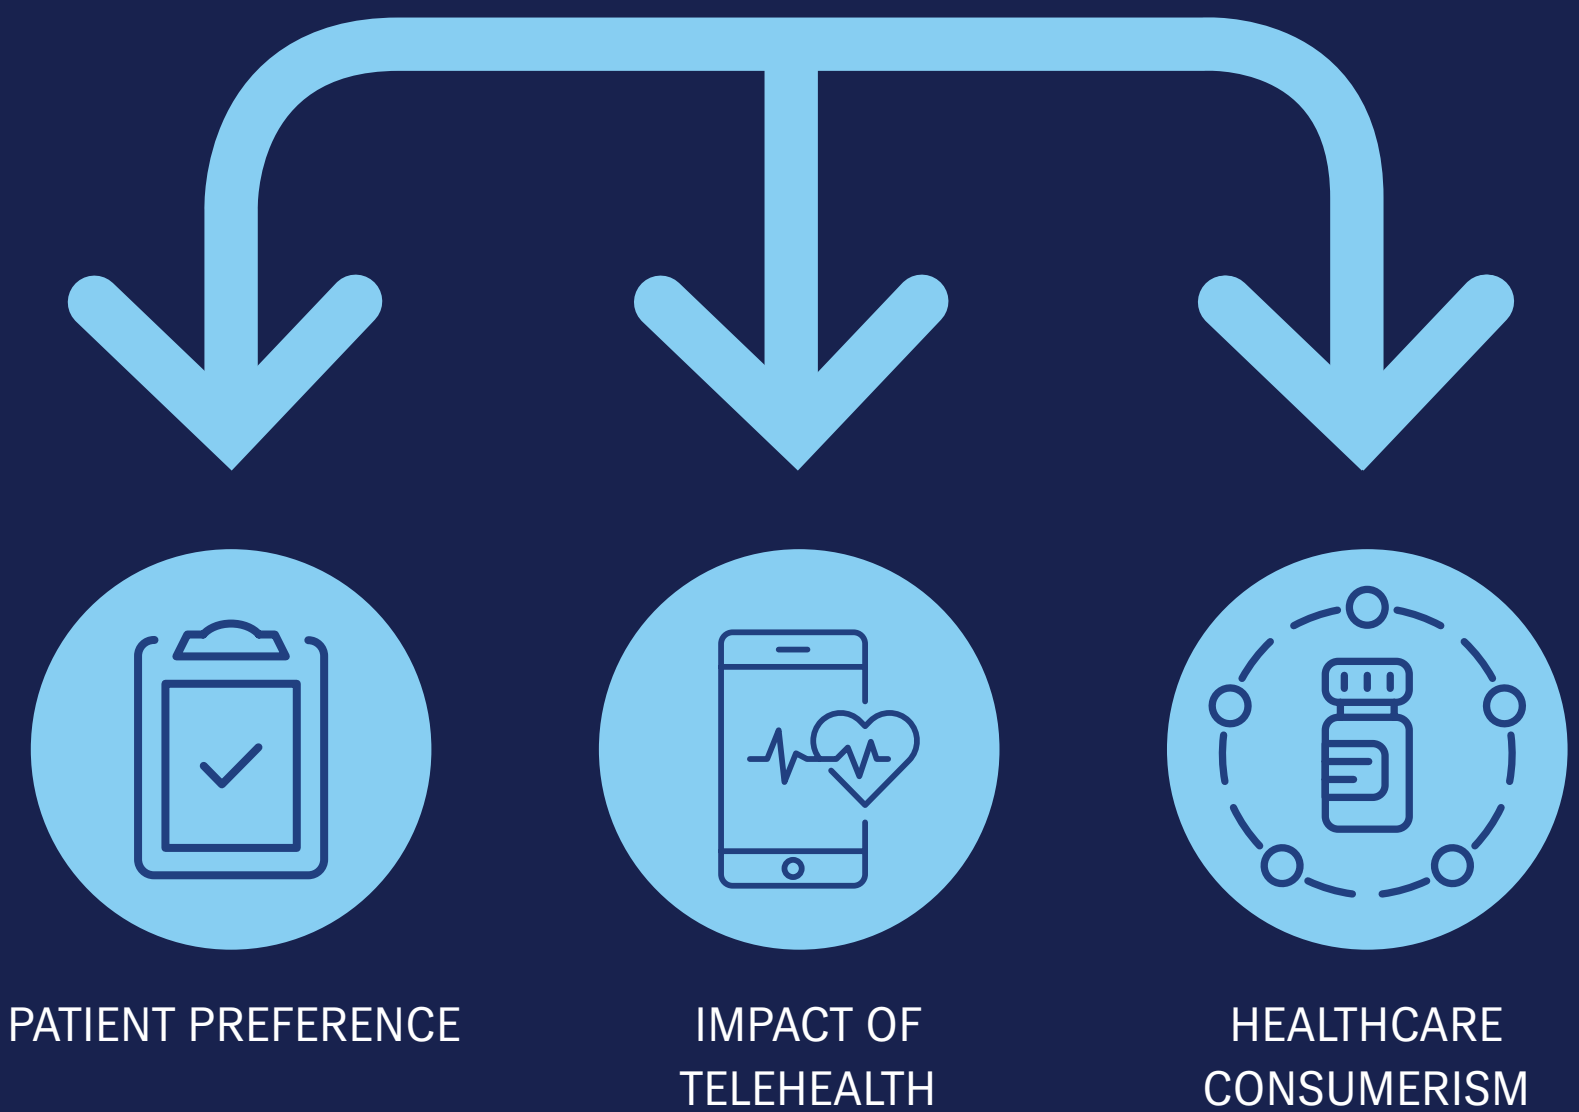 PATIENT PREFERENCE
IMPACT OF
TELEHEALTH
HEALTHCARE
CONSUMERISM